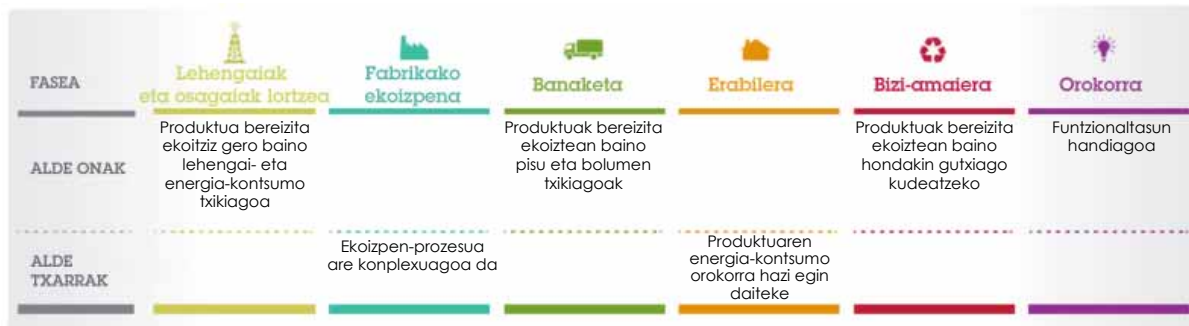 FASEA
Lehengaiak
eta osagaiak lortzea
Fabrikako
ekoizpena
Banaketa
Erabilera
Bizi-amaiera
Orokorra
ALDE ONAK
Produktua bereizita
ekoitziz gero baino
lehengai- eta
energia-kontsumo
txikiagoa
Produktuak bereizita
ekoiztean baino
pisu eta bolumen
txikiagoak
Produktuak bereizita
ekoiztean baino
hondakin gutxiago
kudeatzeko
Funtzionaltasun
handiagoa
ALDE
TXARRAK
Ekoizpen-prozesua
are konplexuagoa da
Produktuaren
energia-kontsumo
orokorra hazi egin
daiteke